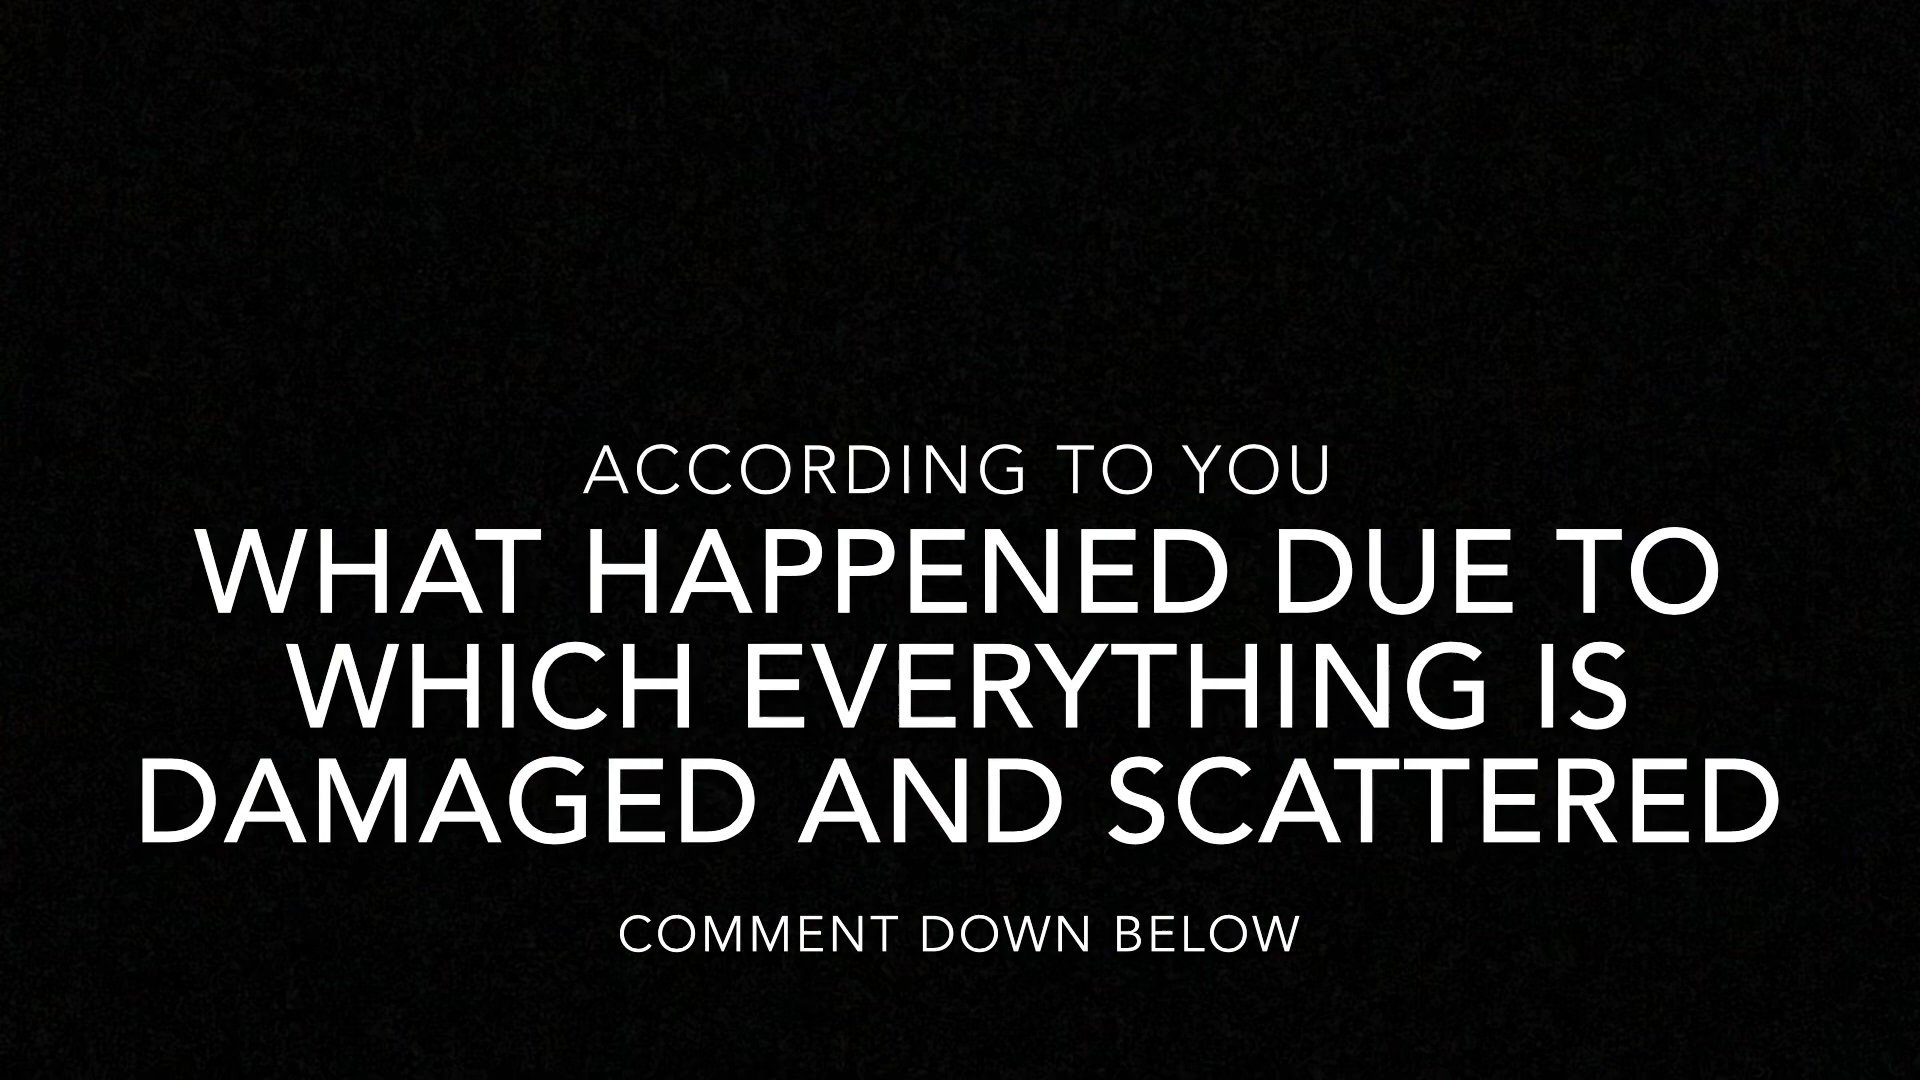 ACCORDING TO YOU
WHAT HAPPENED DUE TO
WHICH EVERYTHING IS
DAMAGED AND SCATTERED
COMMENT DOWN BELOW